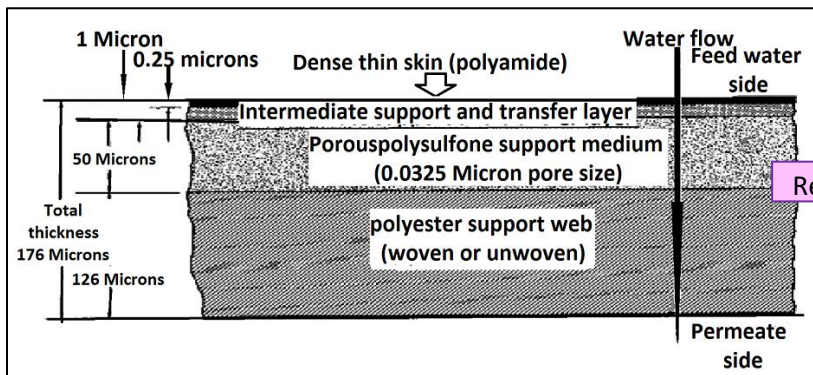 1 Micron
0.25 microns
Dense thin skin (polyamide)
Water flow
Feed water
side
Intermediate support and transfer layer
50 Microns
Porouspolysulfone support medium
(0.0325 Micron pore size)
Total
thickness
176 Microns
126 Microns
polyester support web
(woven or unwoven)
Re
Permeate
side